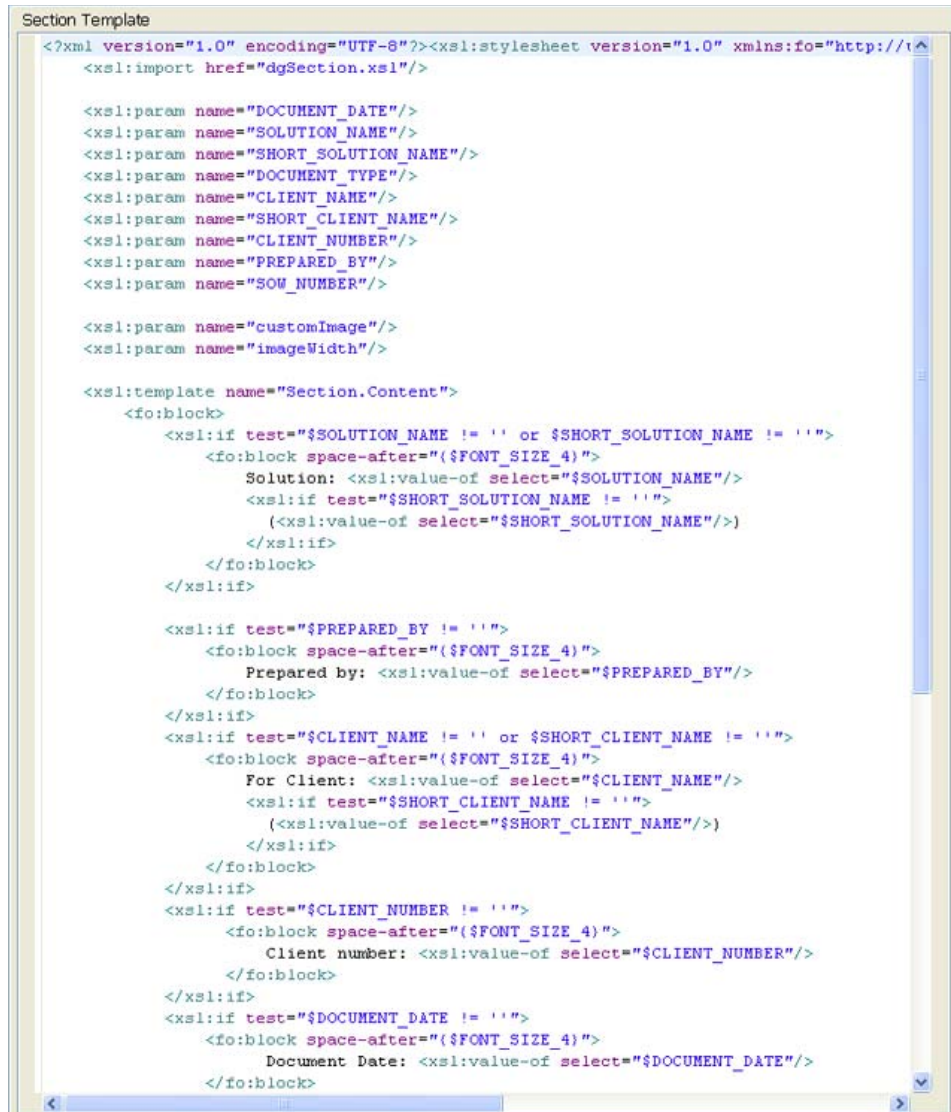 Section Template
<?xml version="1.0" encoding="UTF-8"?><xsl:stylesheet version="1.0" xmlns:fo="http://
<xsl:import href="dgSection.xsl"/>
<xsl:param name="DOCUMENT_DATE"/>
<xsl:param name="SOLUTION_NAME"/>
<xsl:param name="SHORT_SOLUTION_NAME"/>
<xsl:param name="DOCUMENT_TYPE"/>
<xsl:param name="CLIENT_NAME"/>
<xsl:param name="SHORT_CLIENT_NAME"/>
<xsl:param name="CLIENT_NUMBER"/>
<xsl:param name="PREPARED_BY"/>
<xsl:param name="SOW_NUMBER"/>
<xsl:param name="customImage"/>
<xsl:param name="imageWidth"/>
<xsl:template name="Section.Content">
<fo:block>
<xsl:if test="$SOLUTION_NAME != '' or $SHORT_SOLUTION_NAME != ''">
<fo:block space-after="{$FONT_SIZE_4}">
Solution: <xsl:value-of select="$SOLUTION_NAME"/>
<xsl:if test="$SHORT_SOLUTION_NAME != ''">
(<xsl:value-of select="$SHORT_SOLUTION_NAME"/>)
</xsl:if>
</fo:block>
</xsl:if>
<xsl:if test="$PREPARED_BY != ''">
<fo:block space-after="{$FONT_SIZE_4}">
Prepared by: <xsl:value-of select="$PREPARED_BY"/>
</fo:block>
</xsl:if>
<xsl:if test="$CLIENT_NAME != '' or $SHORT_CLIENT_NAME != ''">
<fo:block space-after="{$FONT_SIZE_4}">
For Client: <xsl:value-of select="$CLIENT_NAME"/>
<xsl:if test="$SHORT_CLIENT_NAME != ''">
(<xsl:value-of select="$SHORT_CLIENT_NAME"/>)
</xsl:if>
</fo:block>
</xsl:if>
<xsl:if test="$CLIENT_NUMBER != ''">
<fo:block space-after="{$FONT_SIZE_4}">
Client number: <xsl:value-of select="$CLIENT_NUMBER"/>
</fo:block>
</xsl:if>
<xsl:if test="$DOCUMENT_DATE != ''">
<fo:block space-after="{$FONT_SIZE_4}">
Document Date: <xsl:value-of select="$DOCUMENT_DATE"/>
</fo:block>